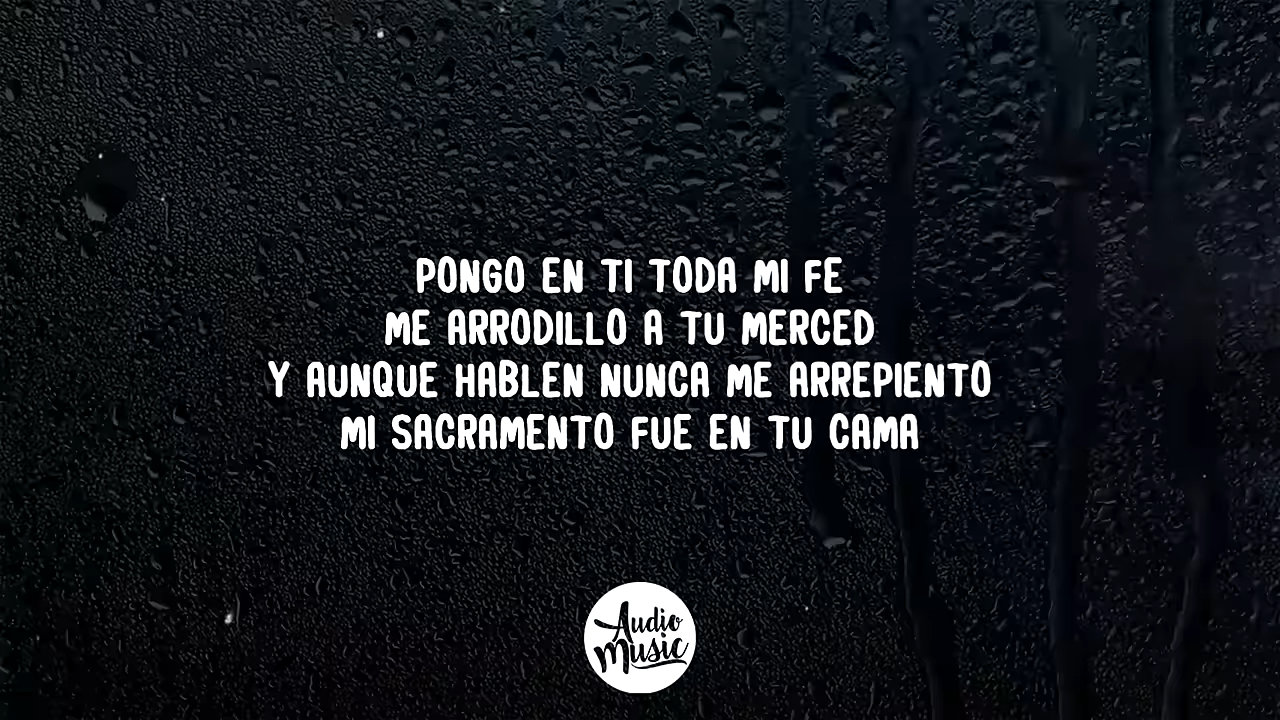 PONGO EN TI TODA MI FE
ME ARRODILLO A TU MERCED
Y AUNQUE HABLEN NUNCA ME ARREPIENTO
MI SACRAMENTO FUE EN TU CAMA
Audio
Music